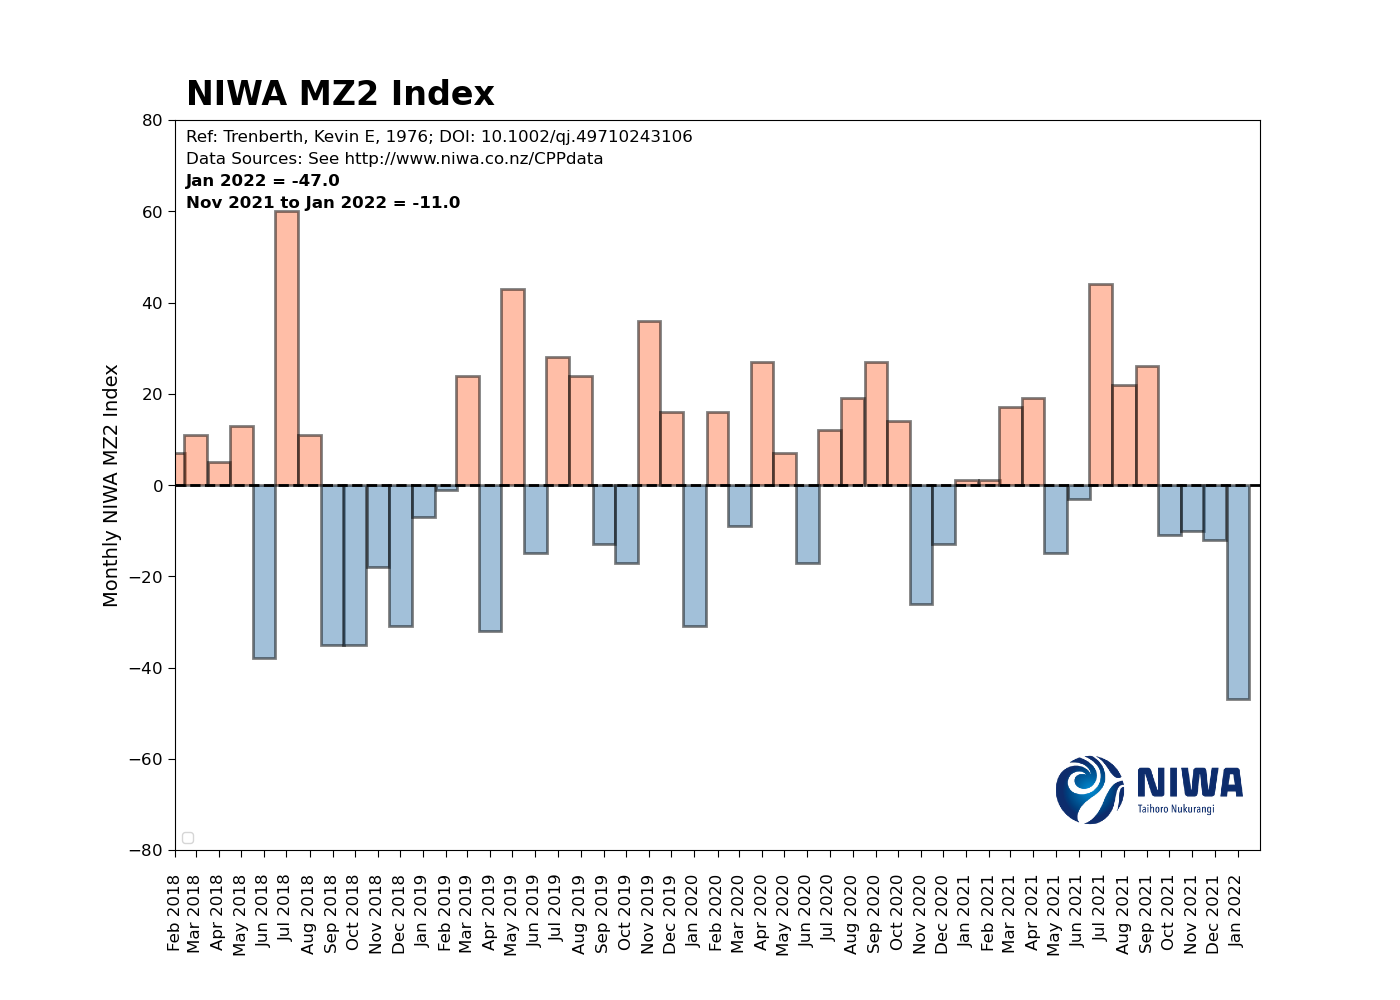 NIWA MZ2 Index
Ref: Trenberth, Kevin E, 1976; DOI: 10.1002/qj.49710243106
Data Sources: See http://www.niwa.co.nz/CPPdata
Jan 2022 = -47.0
Nov 2021 to Jan 2022 = -11.0
Monthly NIWA MZ2 Index
80
60
40
20
0
−20
−40
−60
−80
NIWA
Taihoro Nukurangi
Feb 2018
Mar 2018
Apr 2018
May 2018
Jun 2018
Jul 2018
Aug 2018
Sep 2018
Oct 2018
Nov 2018
Dec 2018
Jan 2019
Feb 2019
Mar 2019
Apr 2019
May 2019
Jun 2019
Jul 2019
Aug 2019
Sep 2019
Oct 2019
Nov 2019
Dec 2019
Jan 2020
Feb 2020
Mar 2020
Apr 2020
May 2020
Jun 2020
Jul 2020
Aug 2020
Sep 2020
Oct 2020
Nov 2020
Dec 2020
Jan 2021
Feb 2021
Mar 2021
Apr 2021
May 2021
Jun 2021
Jul 2021
Aug 2021
Sep 2021
Oct 2021
Nov 2021
Dec 2021
Jan 2022